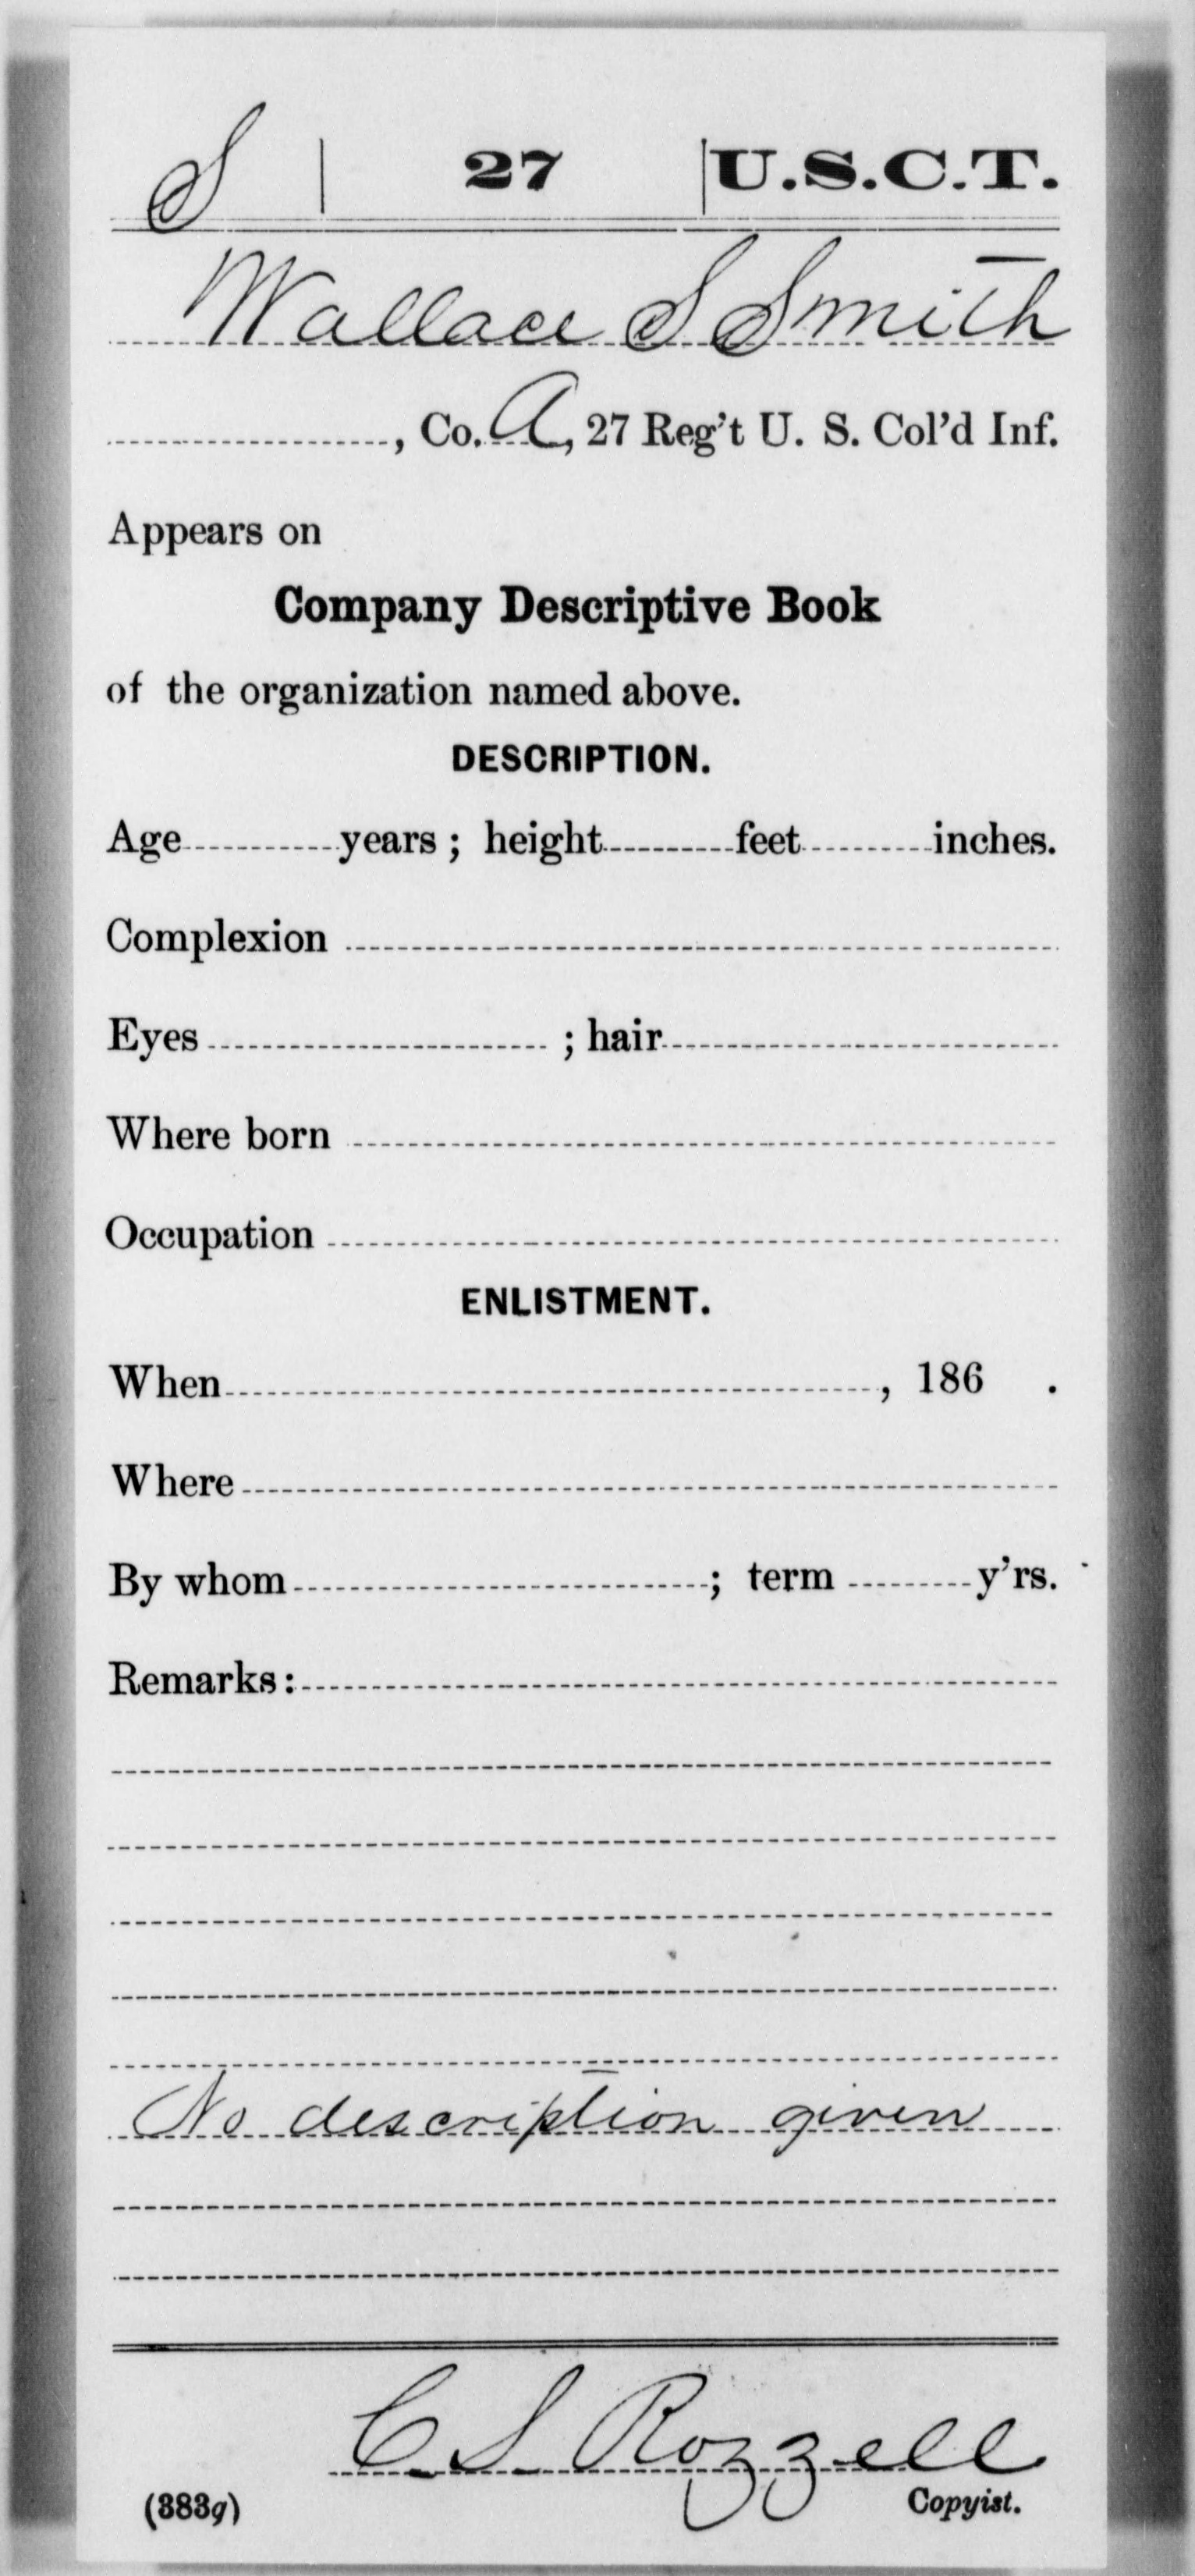 S | 27 | U.S.C.T.
Wallace S Smith
, Co. A, 27 Reg't U. S. Col'd Inf.
Appears on
Company Descriptive Book
of the organization named above.
DESCRIPTION.
Age years ; height feet inches.
Complexion
Eyes ; hair
Where born
Occupation
ENLISTMENT.
When , 186 .
Where
By whom ; term y'rs.
Remarks:
No description given
C S Rozzell
(383g) Copyist.